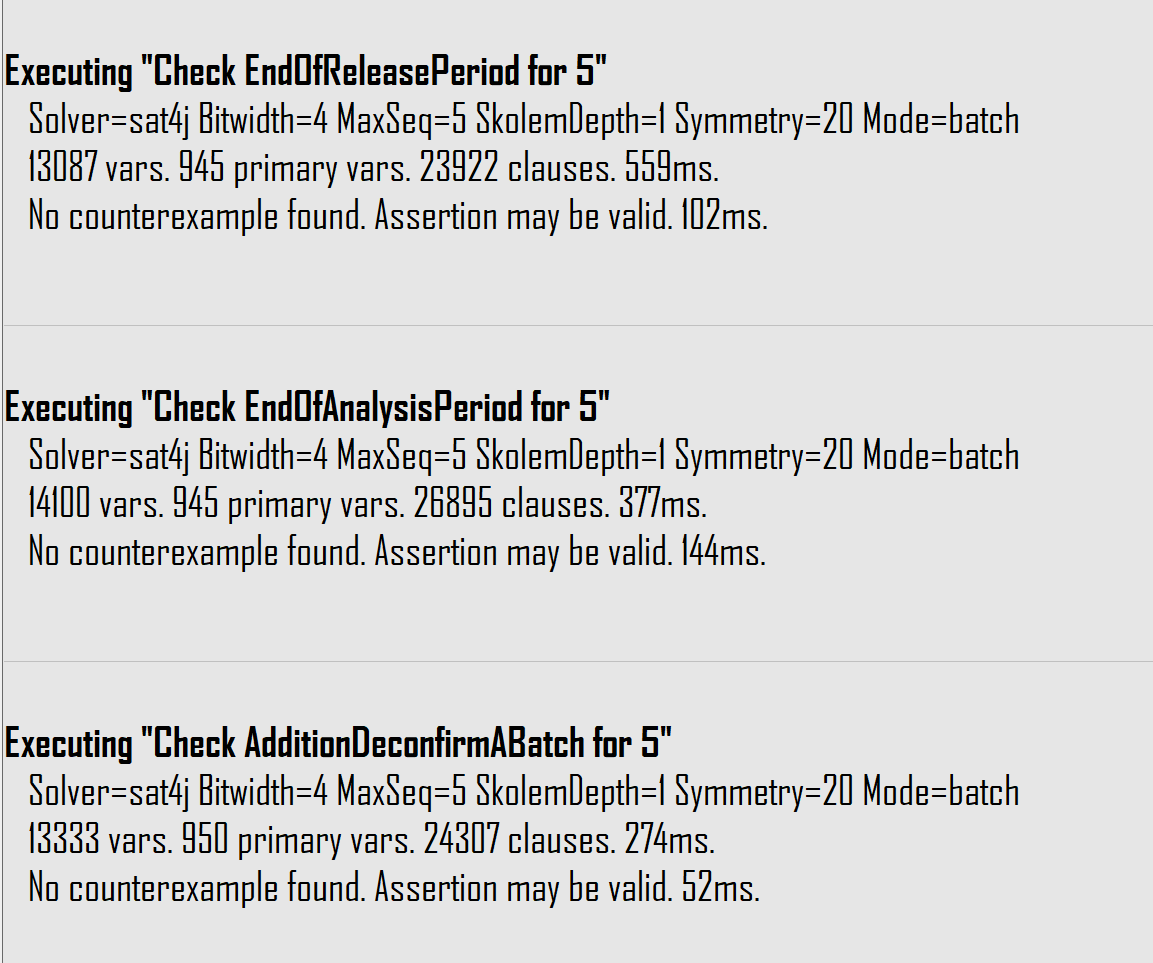 Executing "Check EndOfReleasePeriod for 5"
Solver=sat4j Bitwidth=4 MaxSeq=5 SkolemDepth=1 Symmetry=20 Mode=batch
13087 vars. 945 primary vars. 23922 clauses. 559ms.
No counterexample found. Assertion may be valid. 102ms.
Executing "Check EndOfAnalysisPeriod for 5"
Solver=sat4j Bitwidth=4 MaxSeq=5 SkolemDepth=1 Symmetry=20 Mode=batch
14100 vars. 945 primary vars. 26895 clauses. 377ms.
No counterexample found. Assertion may be valid. 144ms.
Executing "Check AdditionDeconfirmABatch for 5"
Solver=sat4j Bitwidth=4 MaxSeq=5 SkolemDepth=1 Symmetry=20 Mode=batch
13333 vars. 950 primary vars. 24307 clauses. 274ms.
No counterexample found. Assertion may be valid. 52ms.